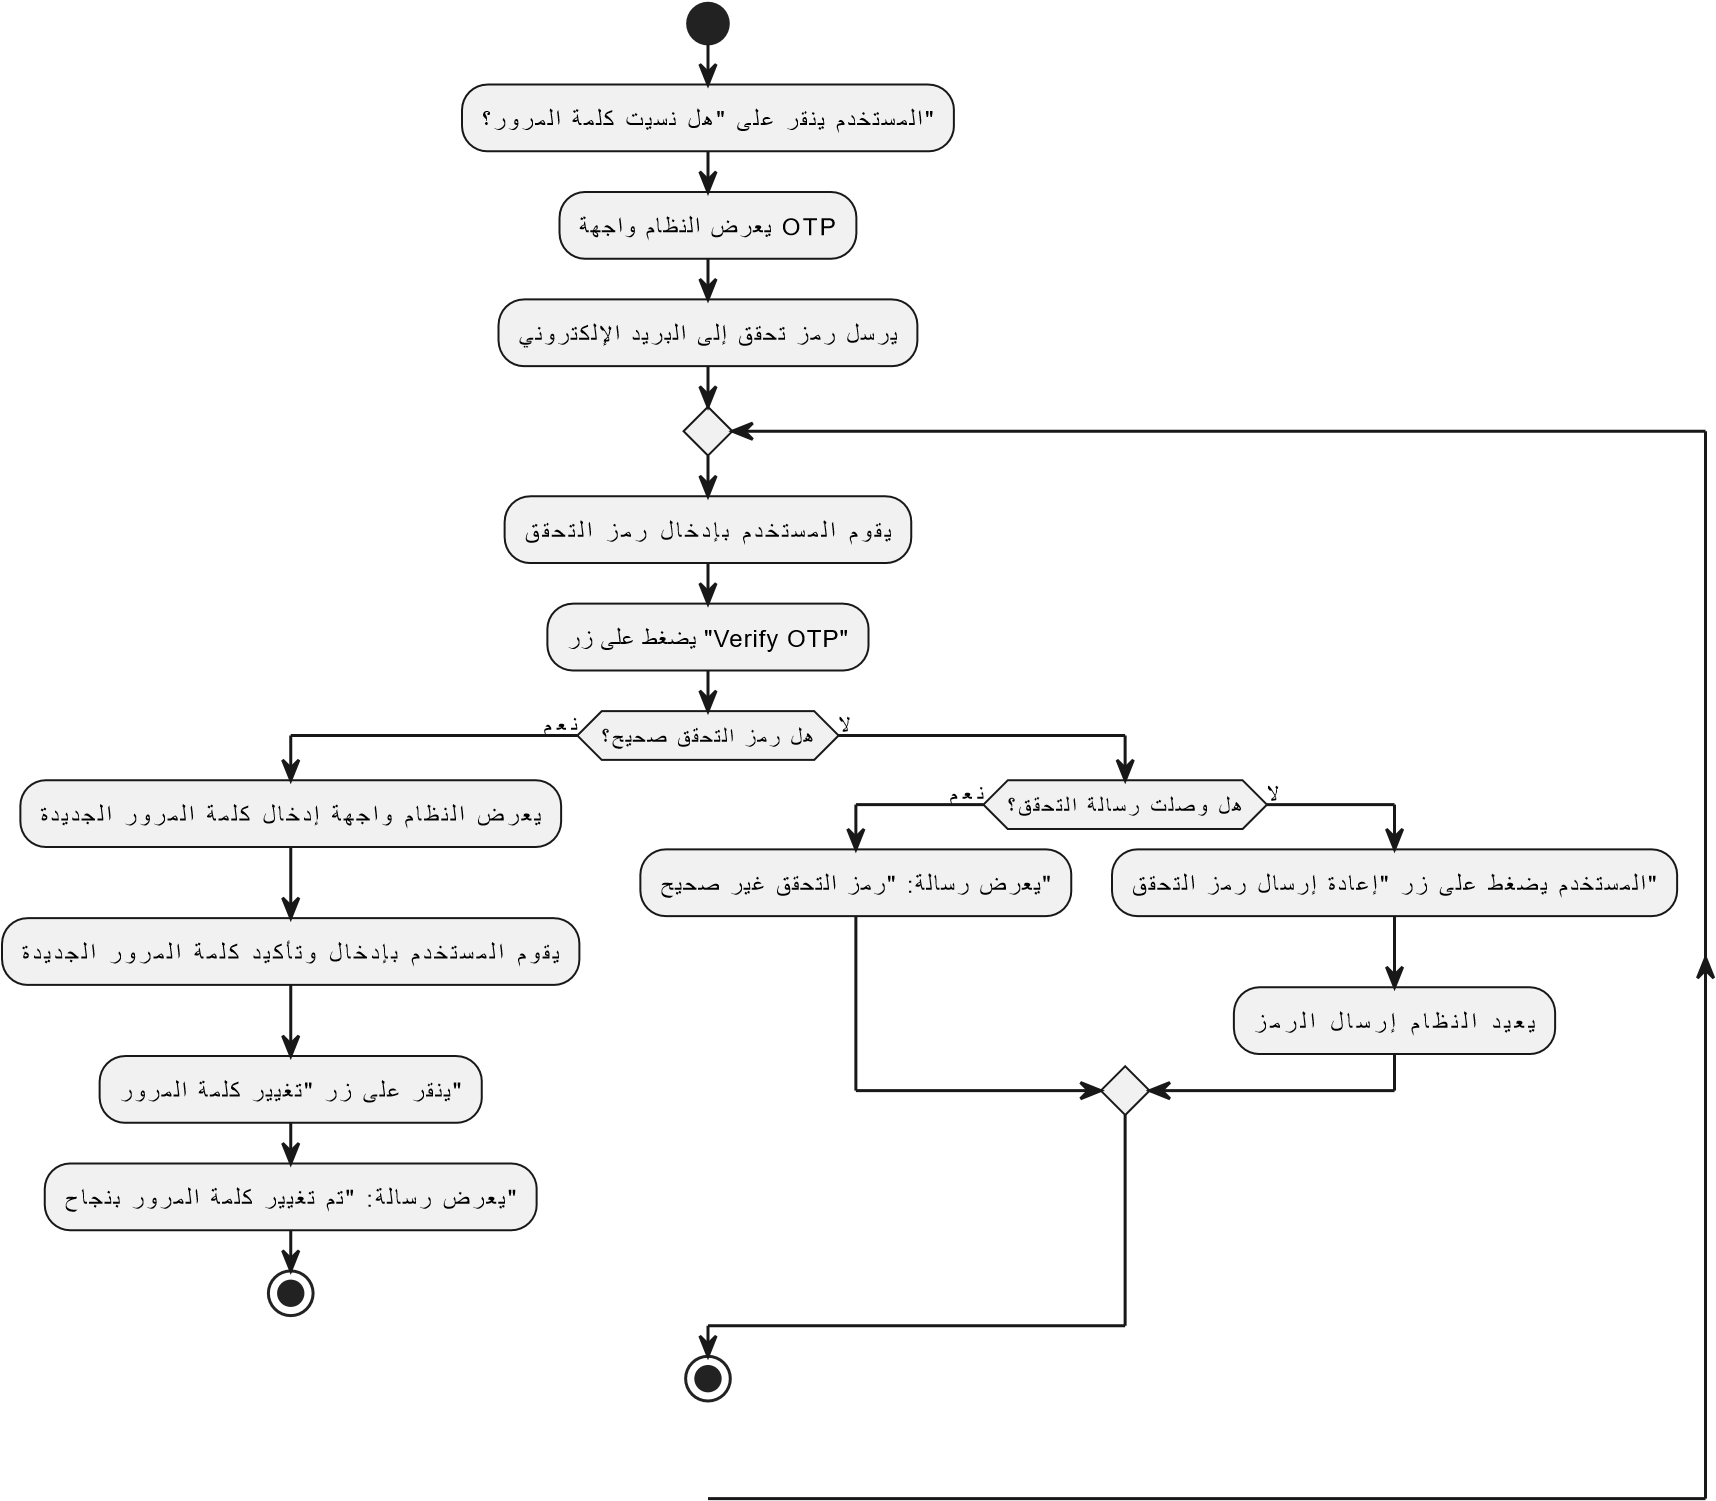 المستخدم ينقر على "هل نسيت كلمة المرور؟"
يعرض النظام واجهة OTP
يرسل رمز تحقق إلى البريد الإلكتروني
يقوم المستخدم بإدخال رمز التحقق
يضغط على زر "Verify OTP"
هل رمز التحقق صحيح؟
نعم
لا
يعرض النظام واجهة إدخال كلمة المرور الجديدة
يقوم المستخدم بإدخال وتأكيد كلمة المرور الجديدة
ينقر على زر "تغيير كلمة المرور"
يعرض رسالة: "تم تغيير كلمة المرور بنجاح"
هل وصلت رسالة التحقق؟
نعم
لا
يعرض رسالة: "رمز التحقق غير صحيح"
المستخدم يضغط على زر "إعادة إرسال رمز التحقق"
يعيد النظام إرسال الرمز